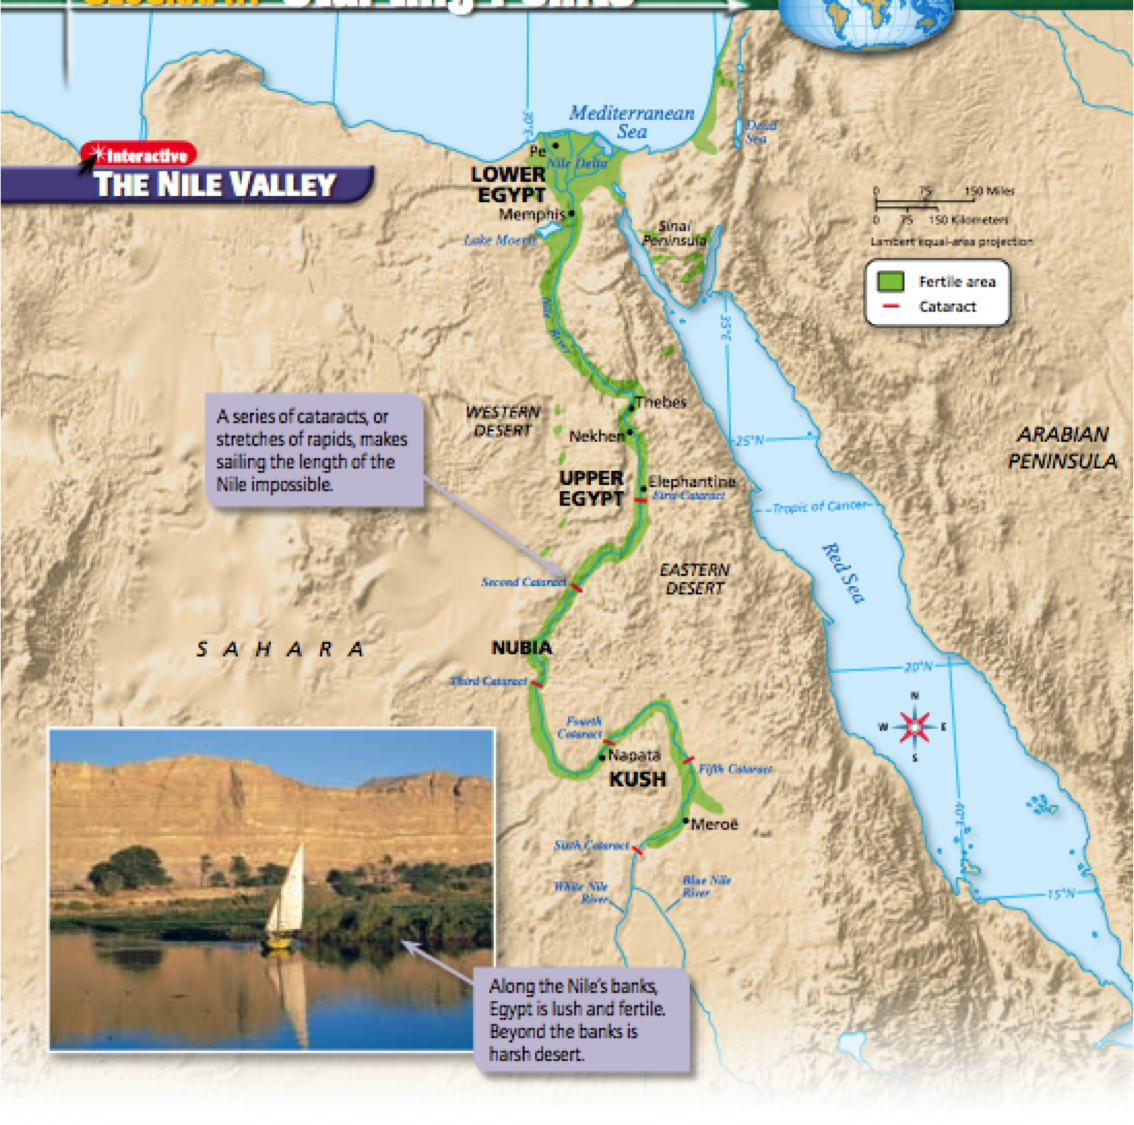 Interactive
THE NILE VALLEY
Mediterranean
Sea
30°E
Dead
Sea
Pe
Nile Delta
LOWER
EGYPT
Memphis
Lake Moeris
Sinai
Peninsula
0 75 150 Miles
0 75 150 Kilometers
Lambert equal-area projection
Fertile area
Cataract
Nile River
35°E
A series of cataracts, or
stretches of rapids, makes
sailing the length of the
Nile impossible.
WESTERN
DESERT
Thebes
Nekhen
25°N
ARABIAN
PENINSULA
UPPER
EGYPT
Elephantine
First Cataract
Tropic of Cancer
Red Sea
EASTERN
DESERT
Second Cataract
SAHARA
NUBIA
Third Cataract
20°N
N
W E
S
Fourth
Cataract
Napata
KUSH
Fifth Cataract
Meroë
40°E
Sixth Cataract
White Nile
River
Blue Nile
River
15°N
Along the Nile's banks,
Egypt is lush and fertile.
Beyond the banks is
harsh desert.